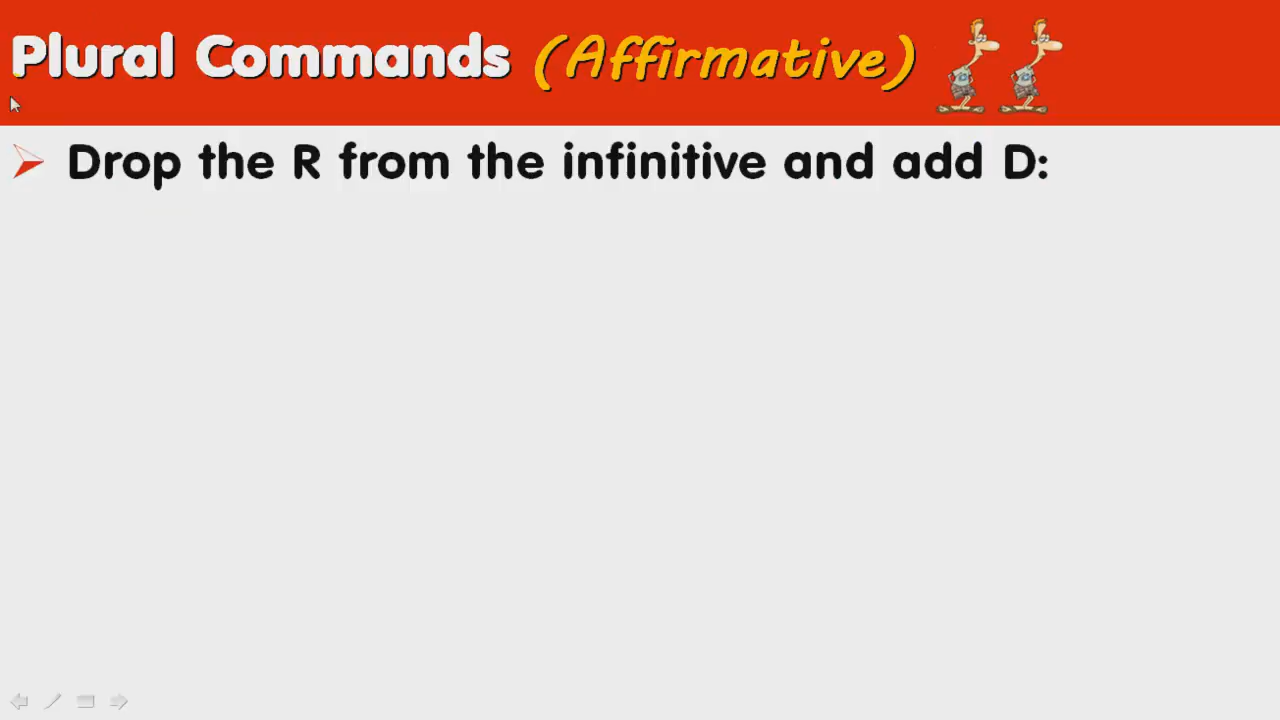 Plural Commands (Affirmative)
Drop the R from the infinitive and add D: